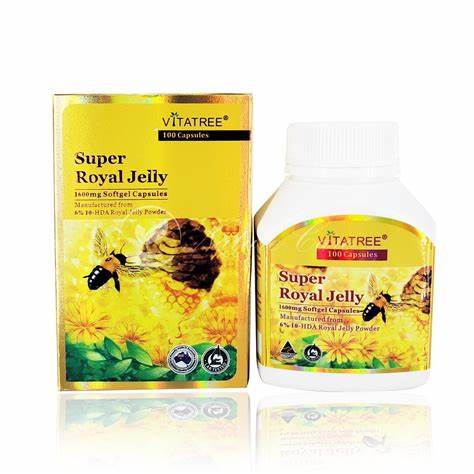 VITATREE®
100 Capsules
Super
Royal Jelly
1600mg Softgel Capsules
Manufactured from
6% 10-HDA Royal Jelly Powder
VITATREE®
100 Capsules
Super
Royal Jelly
1600mg Softgel Capsules
Manufactured from
6% 10-HDA Royal Jelly Powder